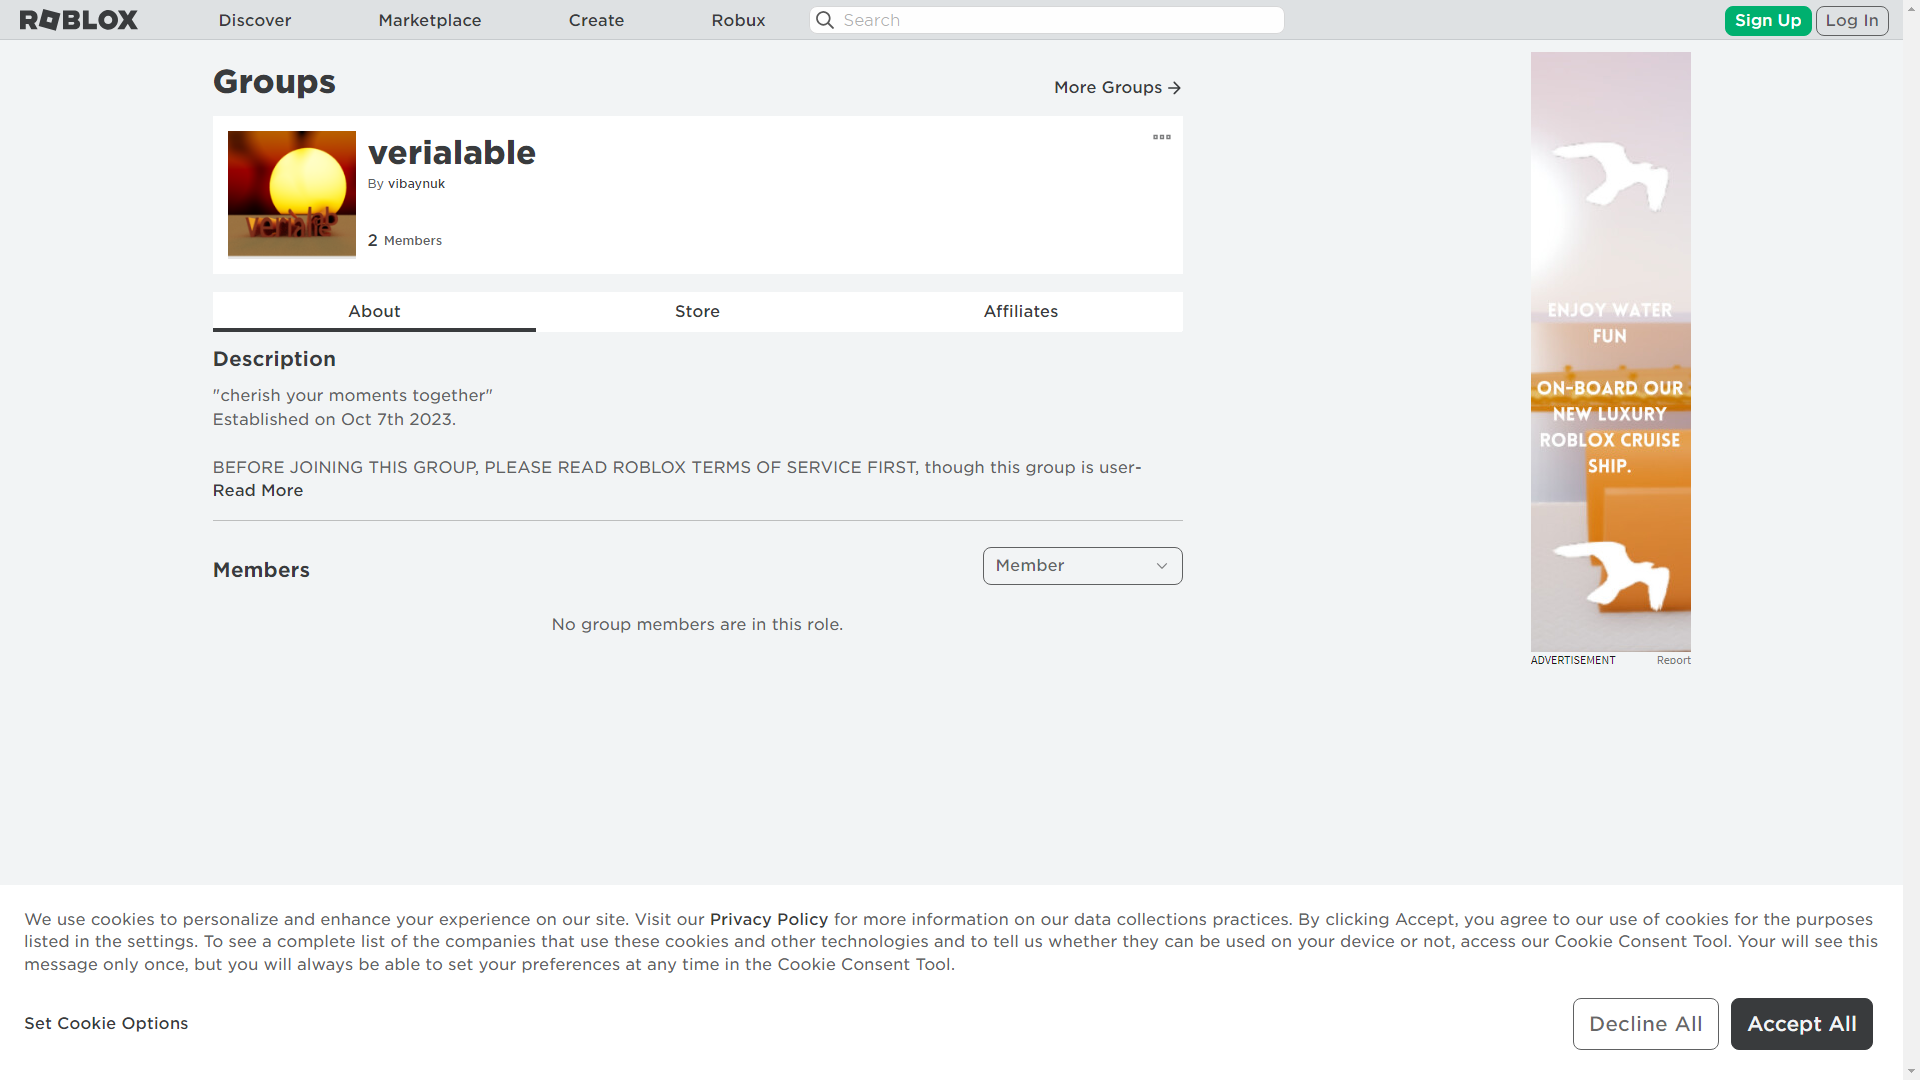 ROBLOX
Discover
Marketplace
Create
Robux
Search
Sign Up
Log In
Groups
More Groups
verialable
By vibaynuk
2 Members
About
Store
Affiliates
Description
"cherish your moments together"
Established on Oct 7th 2023.
BEFORE JOINING THIS GROUP, PLEASE READ ROBLOX TERMS OF SERVICE FIRST, though this group is user-
Read More
Members
Member
No group members are in this role.
ENJOY WATER
FUN
ON-BOARD OUR
NEW LUXURY
ROBLOX CRUISE
SHIP.
ADVERTISEMENT
Report
We use cookies to personalize and enhance your experience on our site. Visit our Privacy Policy for more information on our data collections practices. By clicking Accept, you agree to our use of cookies for the purposes
listed in the settings. To see a complete list of the companies that use these cookies and other technologies and to tell us whether they can be used on your device or not, access our Cookie Consent Tool. Your will see this
message only once, but you will always be able to set your preferences at any time in the Cookie Consent Tool.
Set Cookie Options
Decline All
Accept All